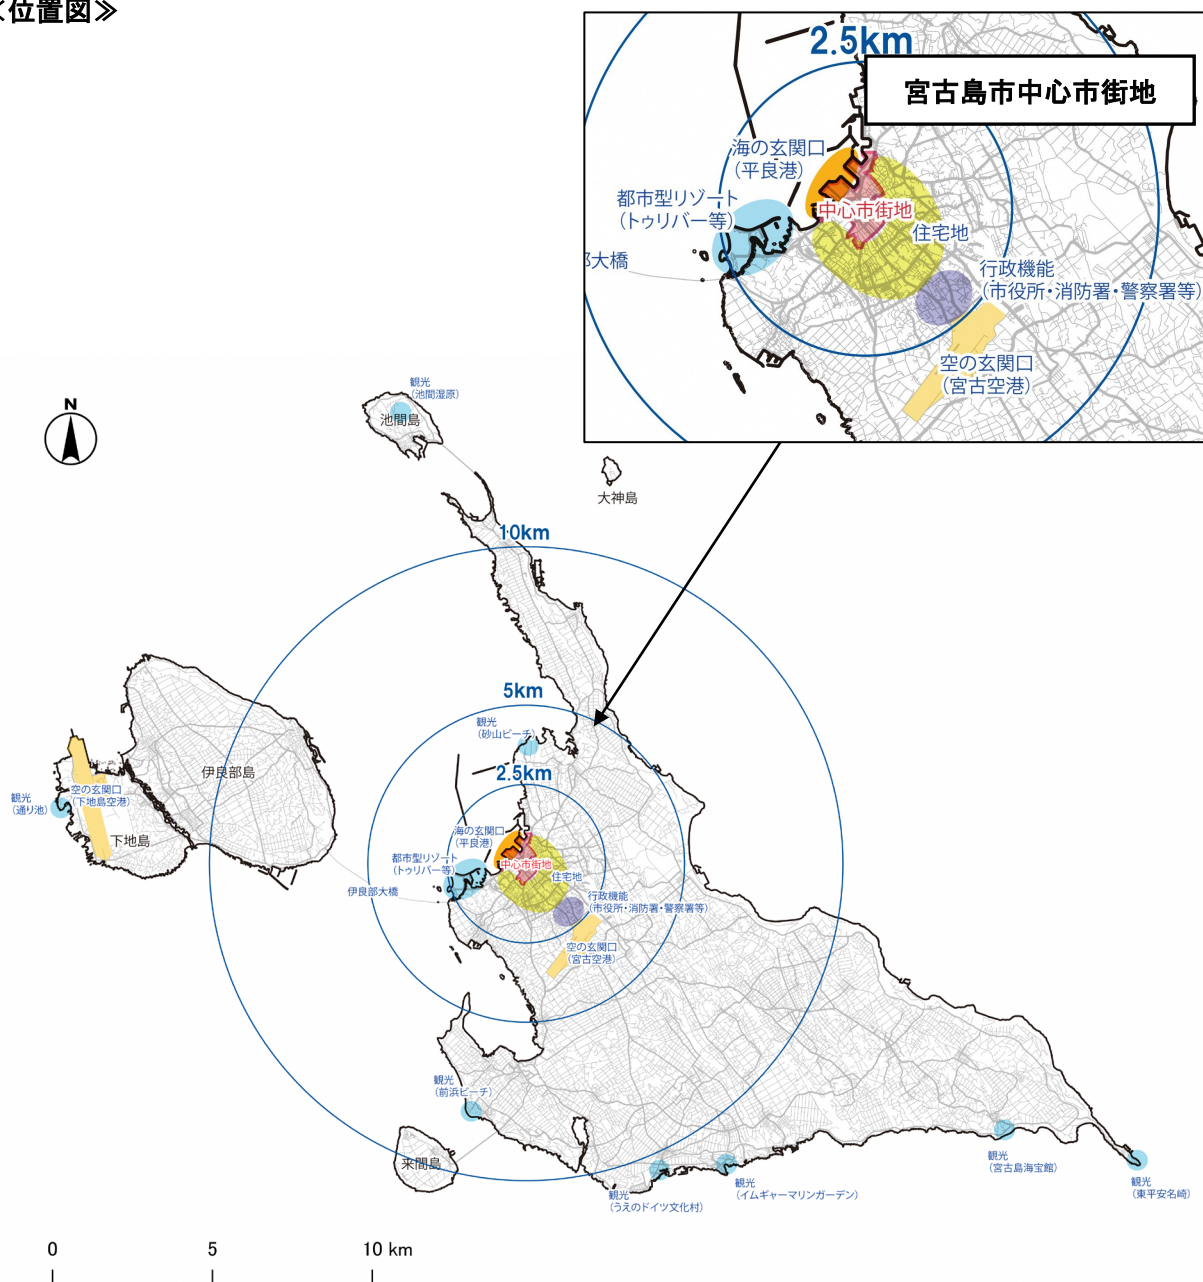 ≪位置図≫
2.5km
宮古島市中心市街地
海の玄関口
(平良港)
都市型リゾート
(トゥリバー等)
中心市街地
住宅地
部大橋
行政機能
(市役所・消防署・警察署等)
空の玄関口
(宮古空港)
N
観光
(池間湿原)
池間島
大神島
10km
5km
観光
(砂山ビーチ)
2.5km
伊良部島
空の玄関口
(下地島空港)
観光
(通り池)
下地島
海の玄関口
(平良港)
都市型リゾート
(トゥリバー等)
中心市街地
住宅地
伊良部大橋
行政機能
(市役所・消防署・警察署等)
空の玄関口
(宮古空港)
観光
(前浜ビーチ)
来間島
観光
(うえのドイツ文化村)
観光
(イムギャーマリンガーデン)
観光
(宮古島海宝館)
観光
(東平安名崎)
0 5 10 km